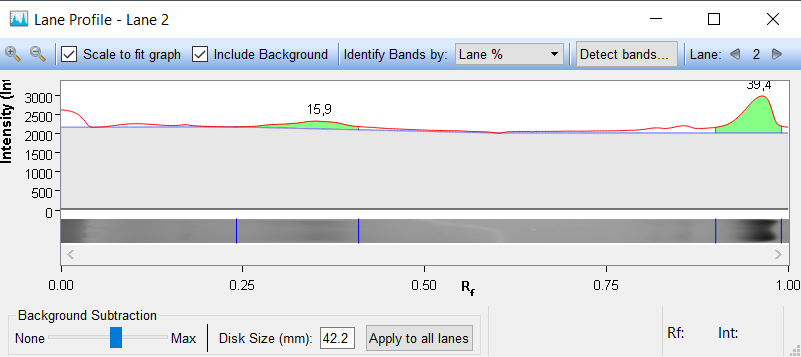 Lane Profile - Lane 2
Scale to fit graph Include Background Identify Bands by: Lane % Detect bands... Lane: 2
Intensity (Int
3000
2500
2000
1500
1000
500
0
15,9
39,4
0.00 0.25 0.50 0.75 1.00
Rf
Background Subtraction
None Max Disk Size (mm): 42.2 Apply to all lanes
Rf: Int: